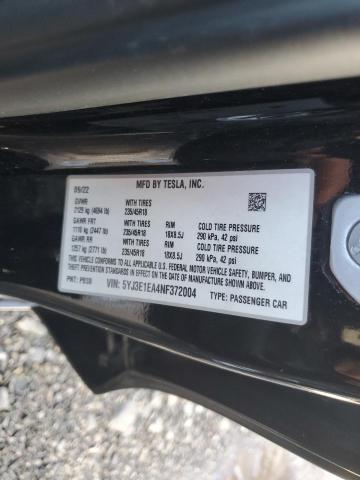 MFD BY TESLA, INC.
09/22
GVWR WITH TIRES
2129 kg (4694 lb) 235/45R18
GAWR FRT WITH TIRES RIM COLD TIRE PRESSURE
1110 kg (2447 lb) 235/45R18 18X8.5J 290 kPa, 42 psi
GAWR RR WITH TIRES RIM COLD TIRE PRESSURE
1257 kg (2771 lb) 235/45R18 18X8.5J 290 kPa, 42 psi
THIS VEHICLE CONFORMS TO ALL APPLICABLE
U.S. FEDERAL MOTOR VEHICLE SAFETY, BUMPER, AND
THEFT PREVENTION STANDARDS IN EFFECT ON THE
DATE OF MANUFACTURE SHOWN ABOVE.
VIN: 5YJ3E1EA4NF372004
PMT: TYPE: PASSENGER CAR